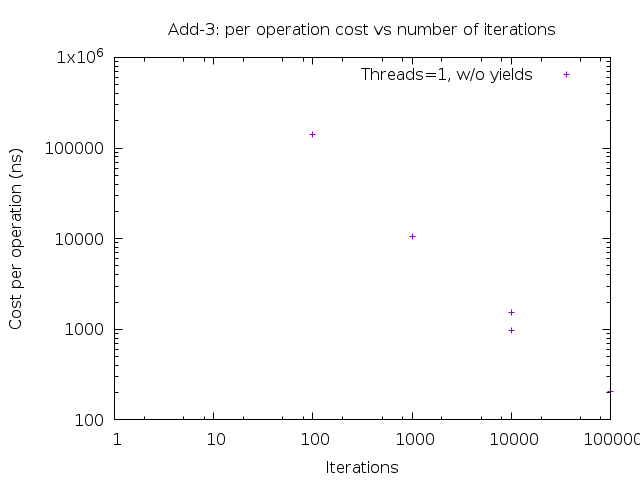 Add-3: per operation cost vs number of iterations
1x10^6
Threads=1, w/o yields
100000
10000
1000
100
Cost per operation (ns)
1 10 100 1000 10000 100000
Iterations